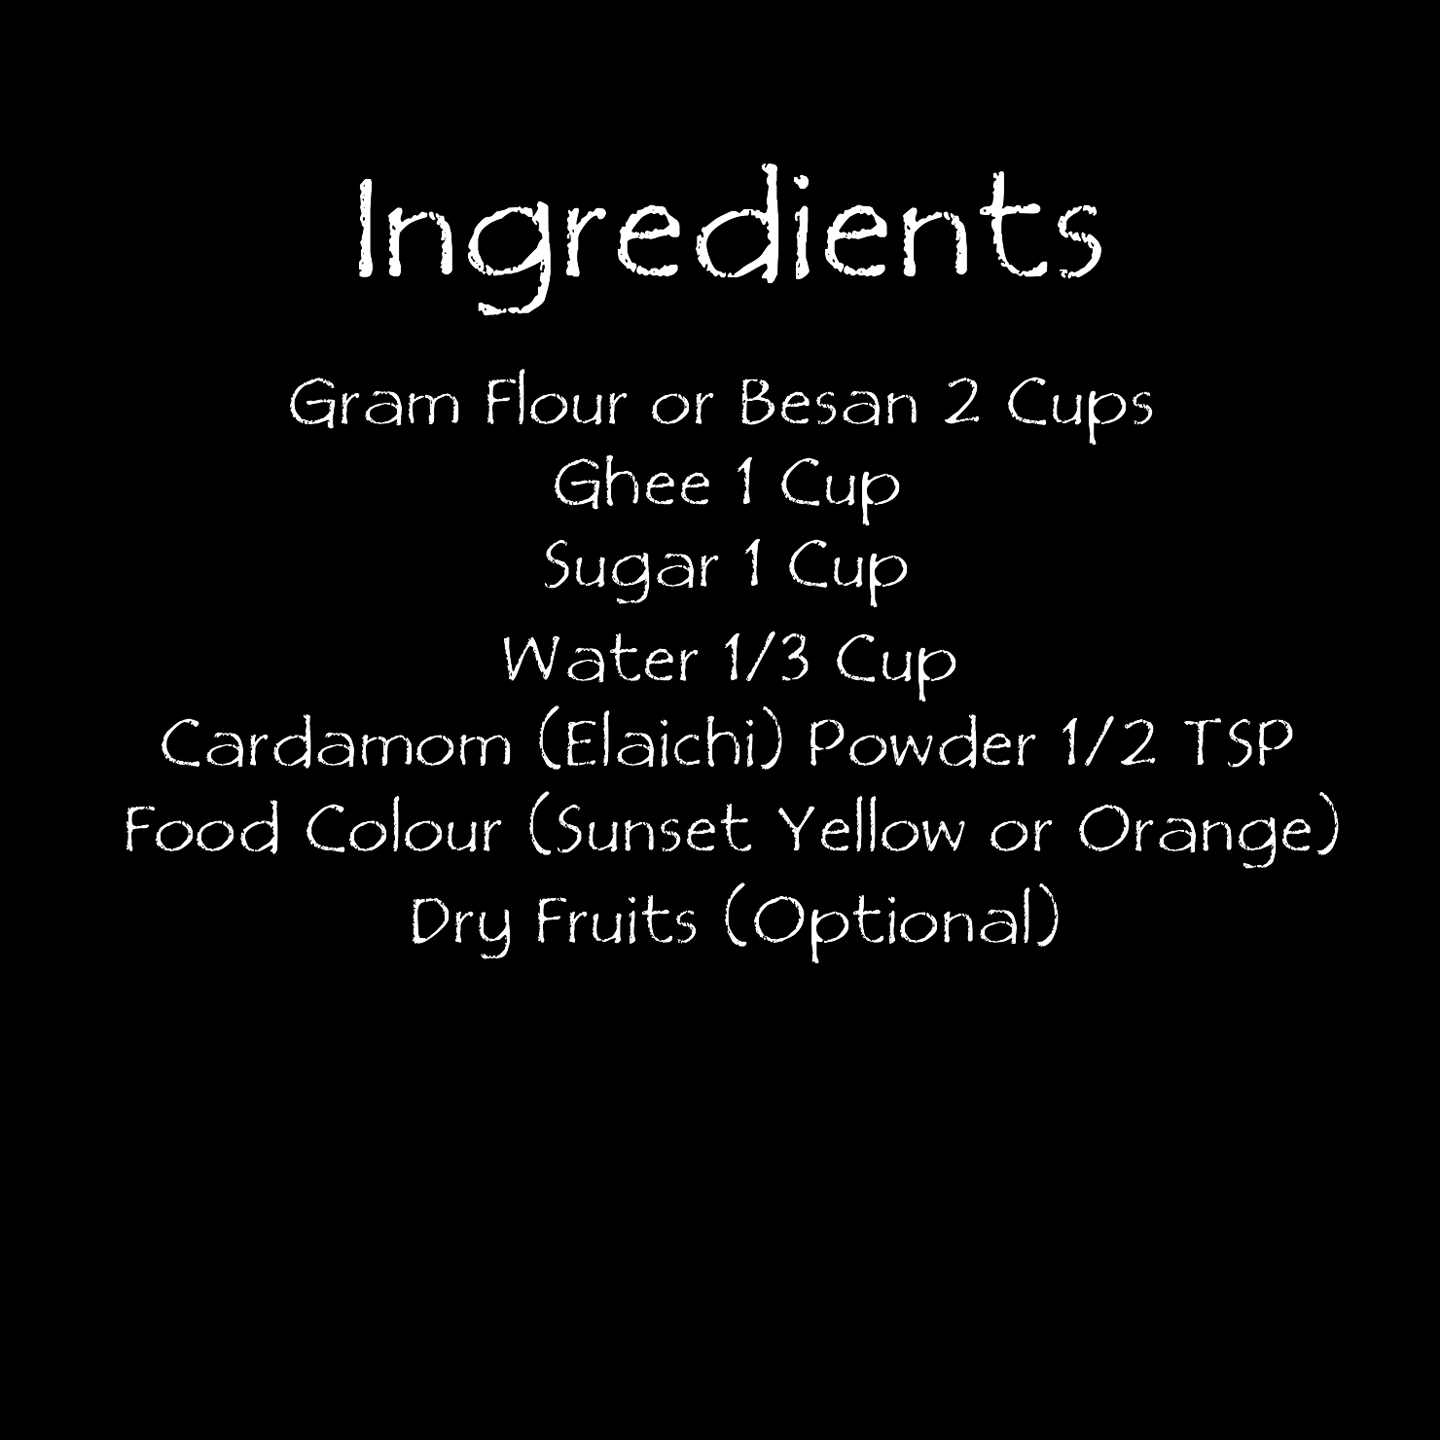 Ingredients
Gram Flour or Besan 2 Cups
Ghee 1 Cup
Sugar 1 Cup
Water 1/3 Cup
Cardamom (Elaichi) Powder 1/2 TSP
Food Colour (Sunset Yellow or Orange)
Dry Fruits (Optional)